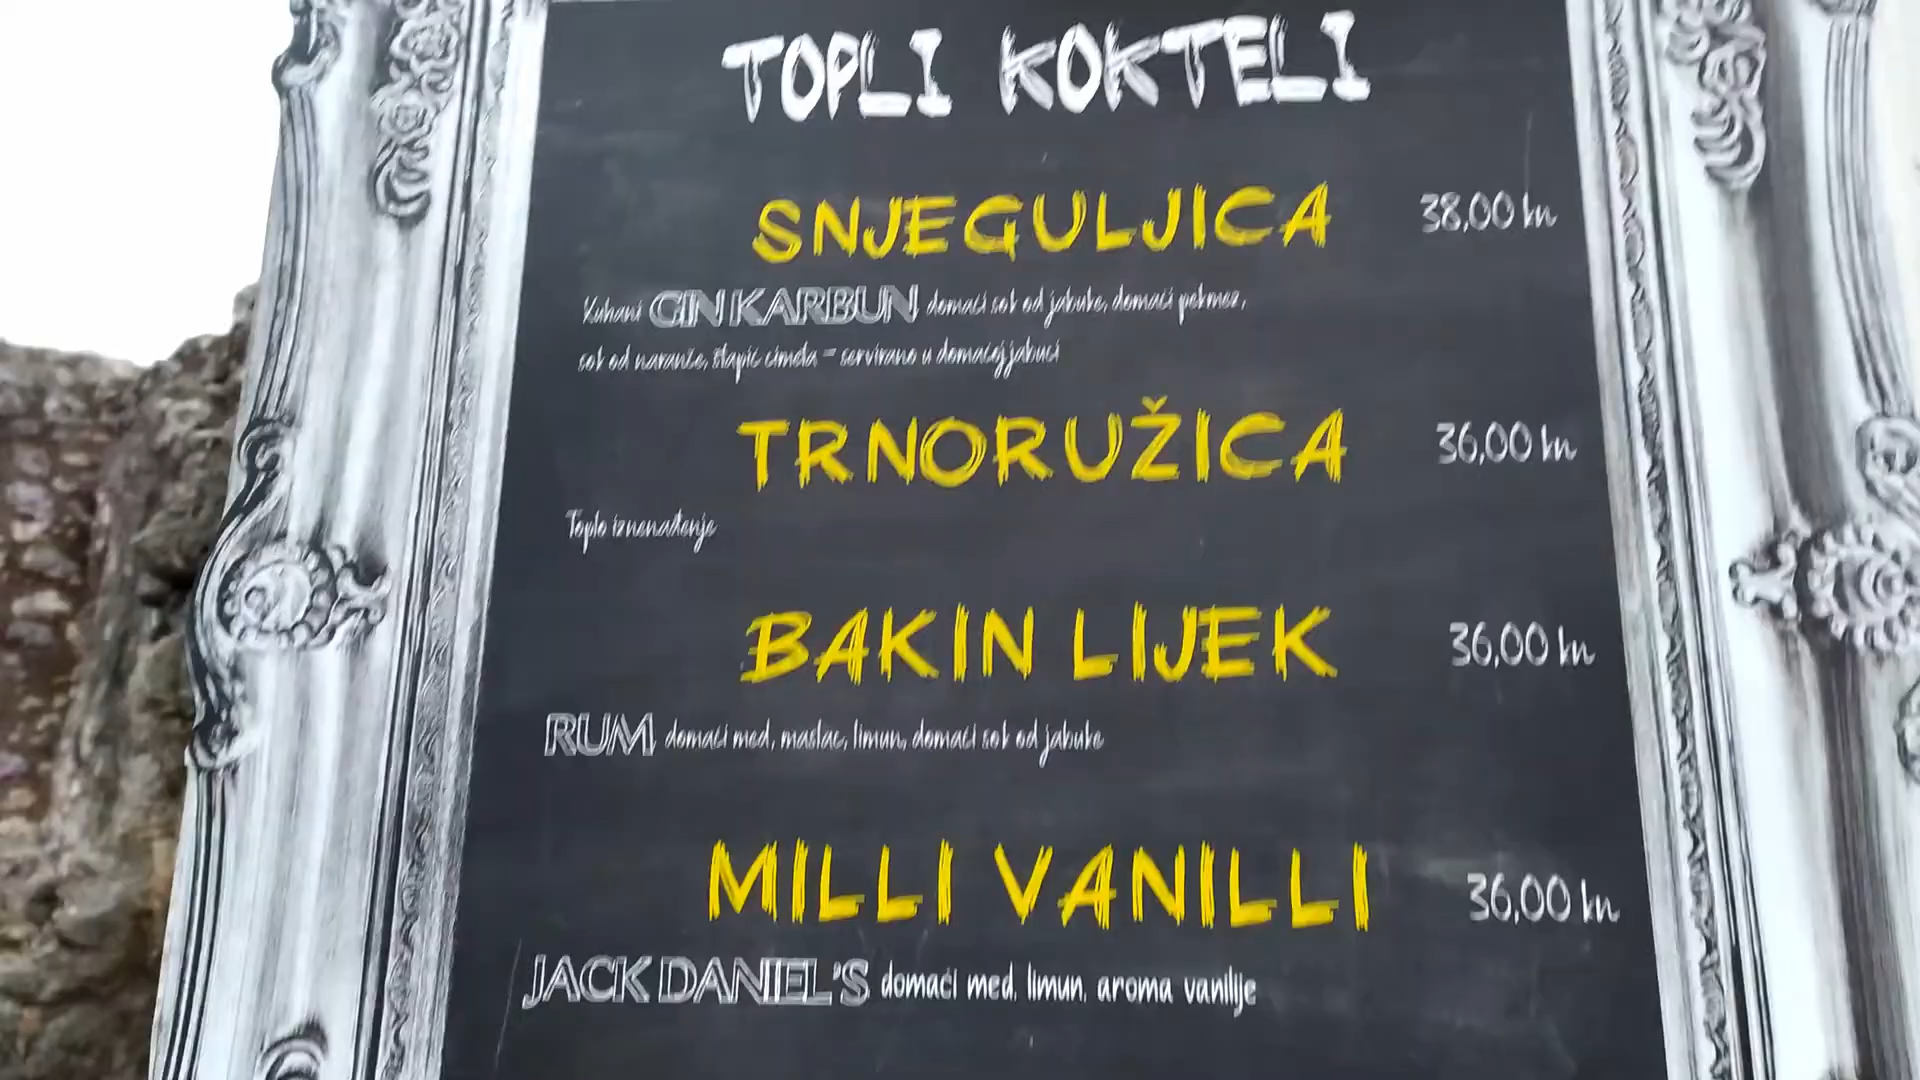 TOPLI KOKTELI
SNJEGULJICA 38,00 kn
Kuhani GIN KARBUN, domaći sok od jabuke, domaći pekmez,
sok od naranče, štapić cimeta - servirano u domaćoj jabuci
TRNORUŽICA 36,00 kn
Toplo iznenađenje
BAKIN LIJEK 36,00 kn
RUM, domaći med, maslac, limun, domaći sok od jabuke
MILLI VANILLI 36,00 kn
JACK DANIEL'S domaći med, limun, aroma vanilije